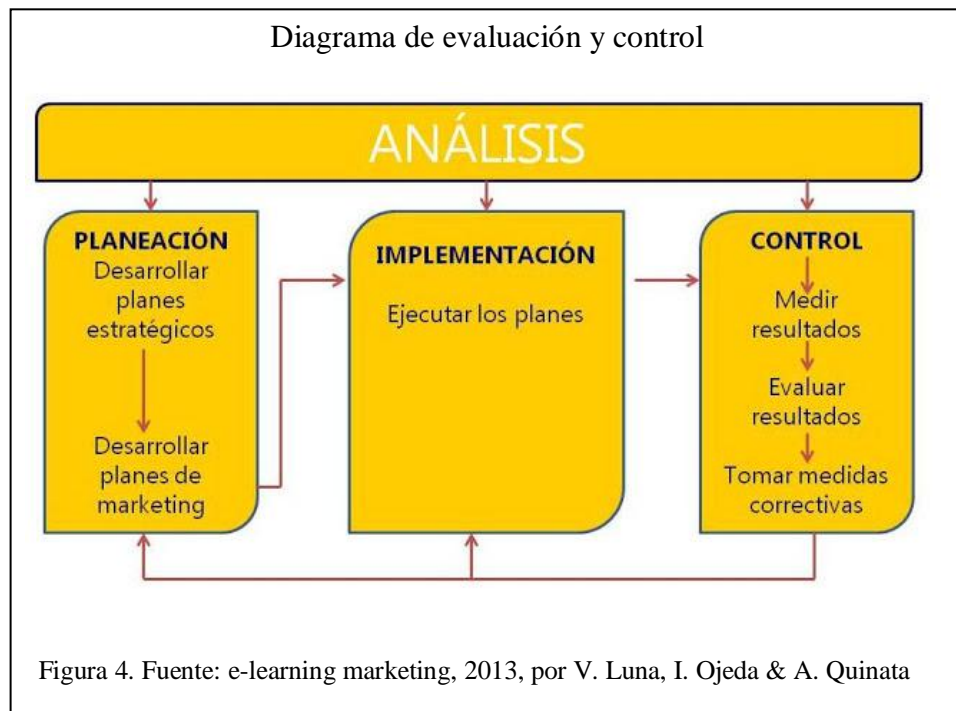 Diagrama de evaluación y control
ANÁLISIS
PLANEACIÓN
Desarrollar
planes
estratégicos
Desarrollar
planes de
marketing
IMPLEMENTACIÓN
Ejecutar los planes
CONTROL
Medir
resultados
Evaluar
resultados
Tomar medidas
correctivas
Figura 4. Fuente: e-learning marketing, 2013, por V. Luna, I. Ojeda & A. Quinata